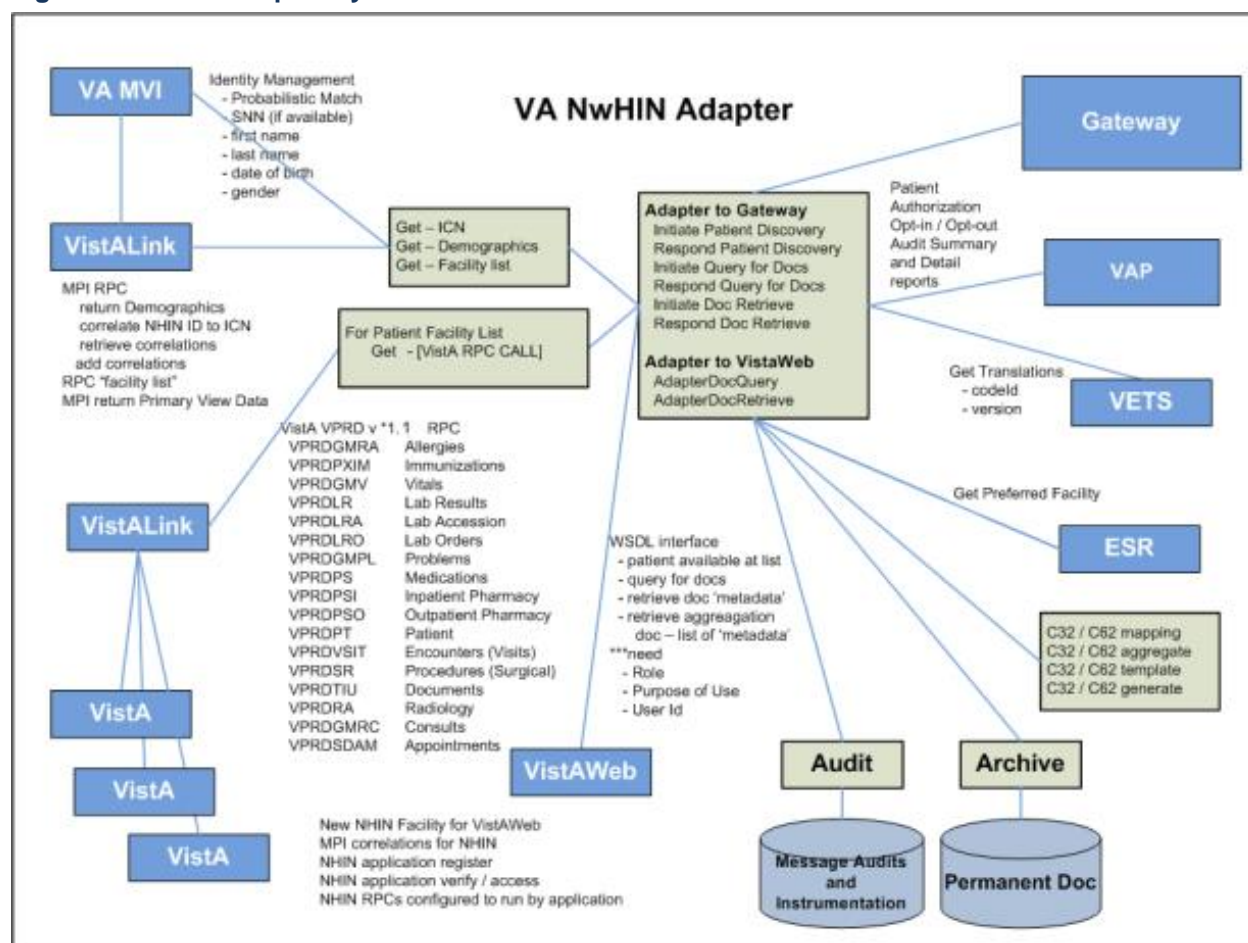 VA NwHIN Adapter
VA MVI
Identity Management
- Probabilistic Match
- SNN (if available)
- first name
- last name
- date of birth
- gender
VistALink
MPI RPC
return Demographics
correlate NHIN ID to ICN
retrieve correlations
add correlations
RPC "facility list"
MPI return Primary View Data
Get – ICN
Get – Demographics
Get – Facility list
For Patient Facility List
Get - [VistA RPC CALL]
Adapter to Gateway
Initiate Patient Discovery
Respond Patient Discovery
Initiate Query for Docs
Respond Query for Docs
Initiate Doc Retrieve
Respond Doc Retrieve
Adapter to VistaWeb
AdapterDocQuery
AdapterDocRetrieve
Gateway
Patient
Authorization
Opt-in / Opt-out
Audit Summary
and Detail
reports
VAP
Get Translations
- codeId
- version
VETS
Get Preferred Facility
ESR
VistA VPRD v *1, 1 RPC
VPRDGMRA Allergies
VPRDPXIM Immunizations
VPRDGMV Vitals
VPRDLR Lab Results
VPRDLRA Lab Accession
VPRDLRO Lab Orders
VPRDGMPL Problems
VPRDPS Medications
VPRDPSI Inpatient Pharmacy
VPRDPSO Outpatient Pharmacy
VPRDPT Patient
VPRDVSIT Encounters (Visits)
VPRDSR Procedures (Surgical)
VPRDTIU Documents
VPRDRA Radiology
VPRDGMRC Consults
VPRDSDAM Appointments
VistALink
VistA
VistA
VistA
WSDL interface
- patient available at list
- query for docs
- retrieve doc 'metadata'
- retrieve aggreagation
doc – list of 'metadata'
***need
- Role
- Purpose of Use
- User Id
VistAWeb
C32 / C62 mapping
C32 / C62 aggregate
C32 / C62 template
C32 / C62 generate
Audit
Archive
Message Audits
and
Instrumentation
Permanent Doc
New NHIN Facility for VistAWeb
MPI correlations for NHIN
NHIN application register
NHIN application verify / access
NHIN RPCs configured to run by application